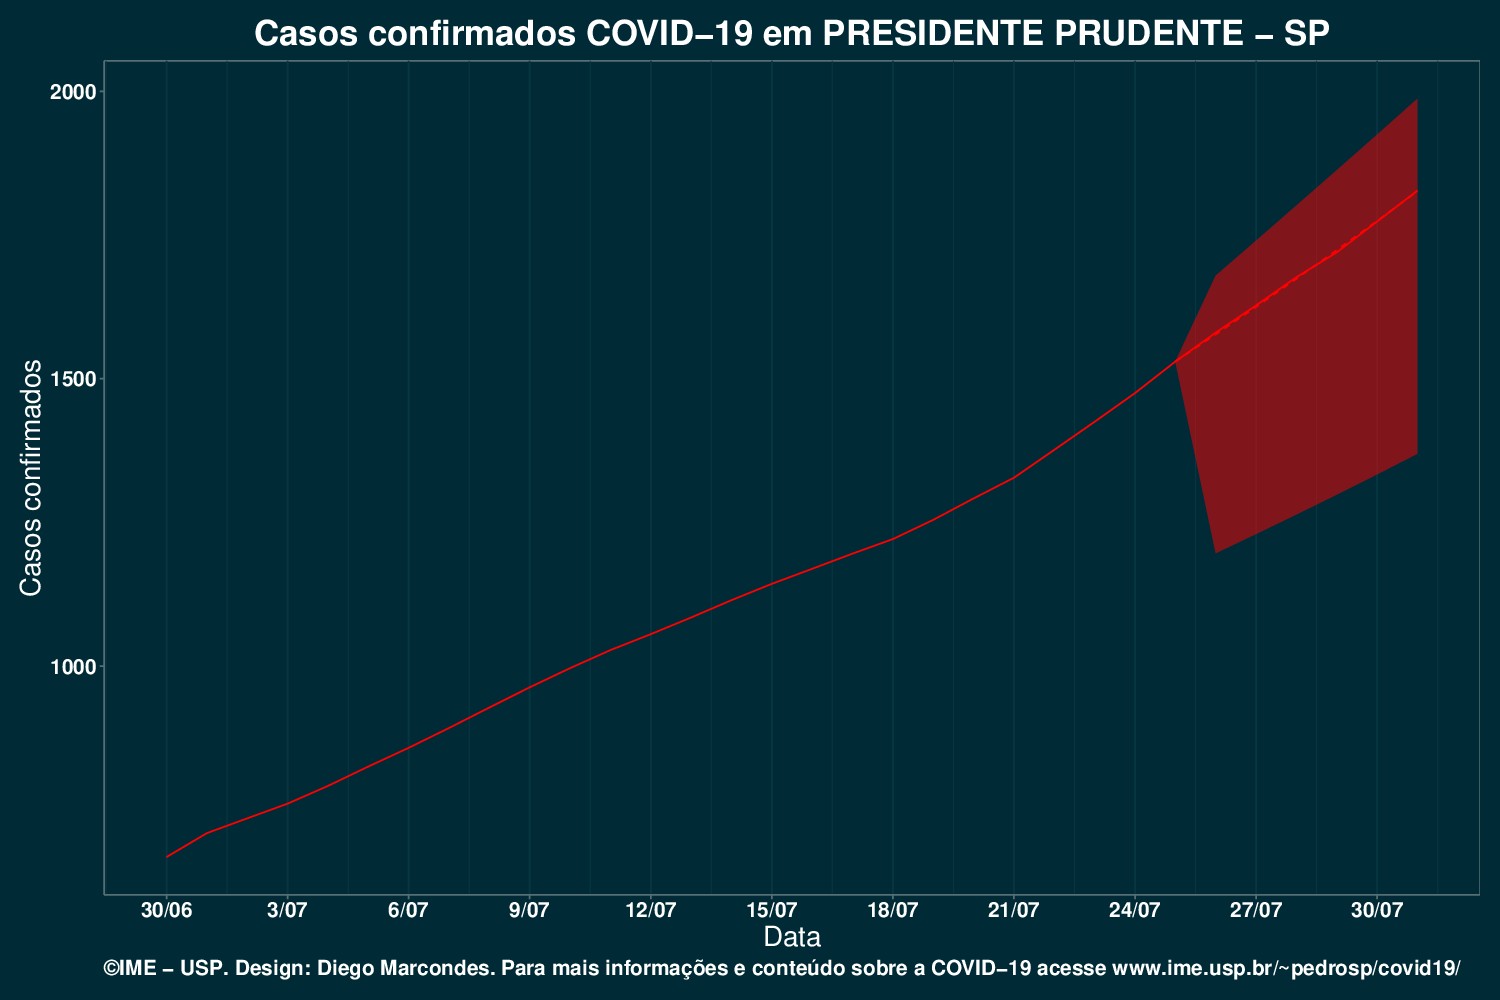 Casos confirmados COVID–19 em PRESIDENTE PRUDENTE – SP
Casos confirmados
2000
1500
1000
30/06 3/07 6/07 9/07 12/07 15/07 18/07 21/07 24/07 27/07 30/07
Data
©IME – USP. Design: Diego Marcondes. Para mais informações e conteúdo sobre a COVID–19 acesse www.ime.usp.br/~pedrosp/covid19/